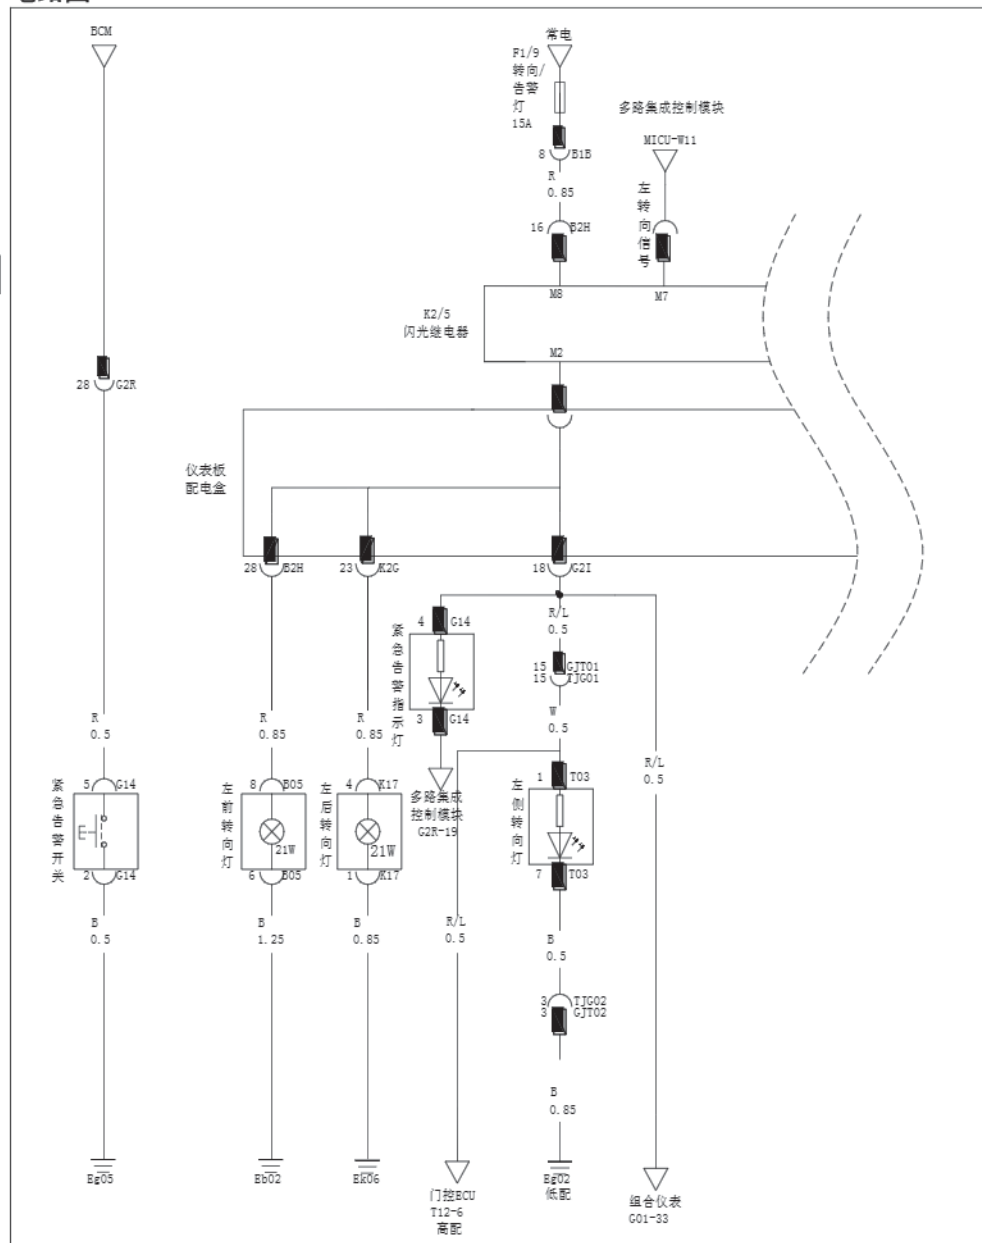 BCM
常电
F1/9
转向/
告警
灯
15A
8 B1B
R
0.85
16 B2H
多路集成控制模块
MICU-W11
左转向信号
M8
M7
K2/5
闪光继电器
M2
28 G2R
仪表板
配电盒
28 B2H
23 K2G
18 G2I
R/L
0.5
4 G14
紧急告警指示灯
3 G14
15 GJT01
15 TJG01
W
0.5
R
0.5
R
0.85
R
0.85
R/L
0.5
多路集成
控制模块
G2R-19
5 G14
紧急告警开关
2 G14
8 B05
左前转向灯
21W
6 B05
4 K17
左后转向灯
21W
1 K17
1 T03
左侧转向灯
7 T03
B
0.5
B
1.25
B
0.85
R/L
0.5
B
0.5
3 TJG02
3 GJT02
B
0.85
Eg05
Eb02
Ek06
门控ECU
T12-6
高配
Eg02
低配
组合仪表
G01-33